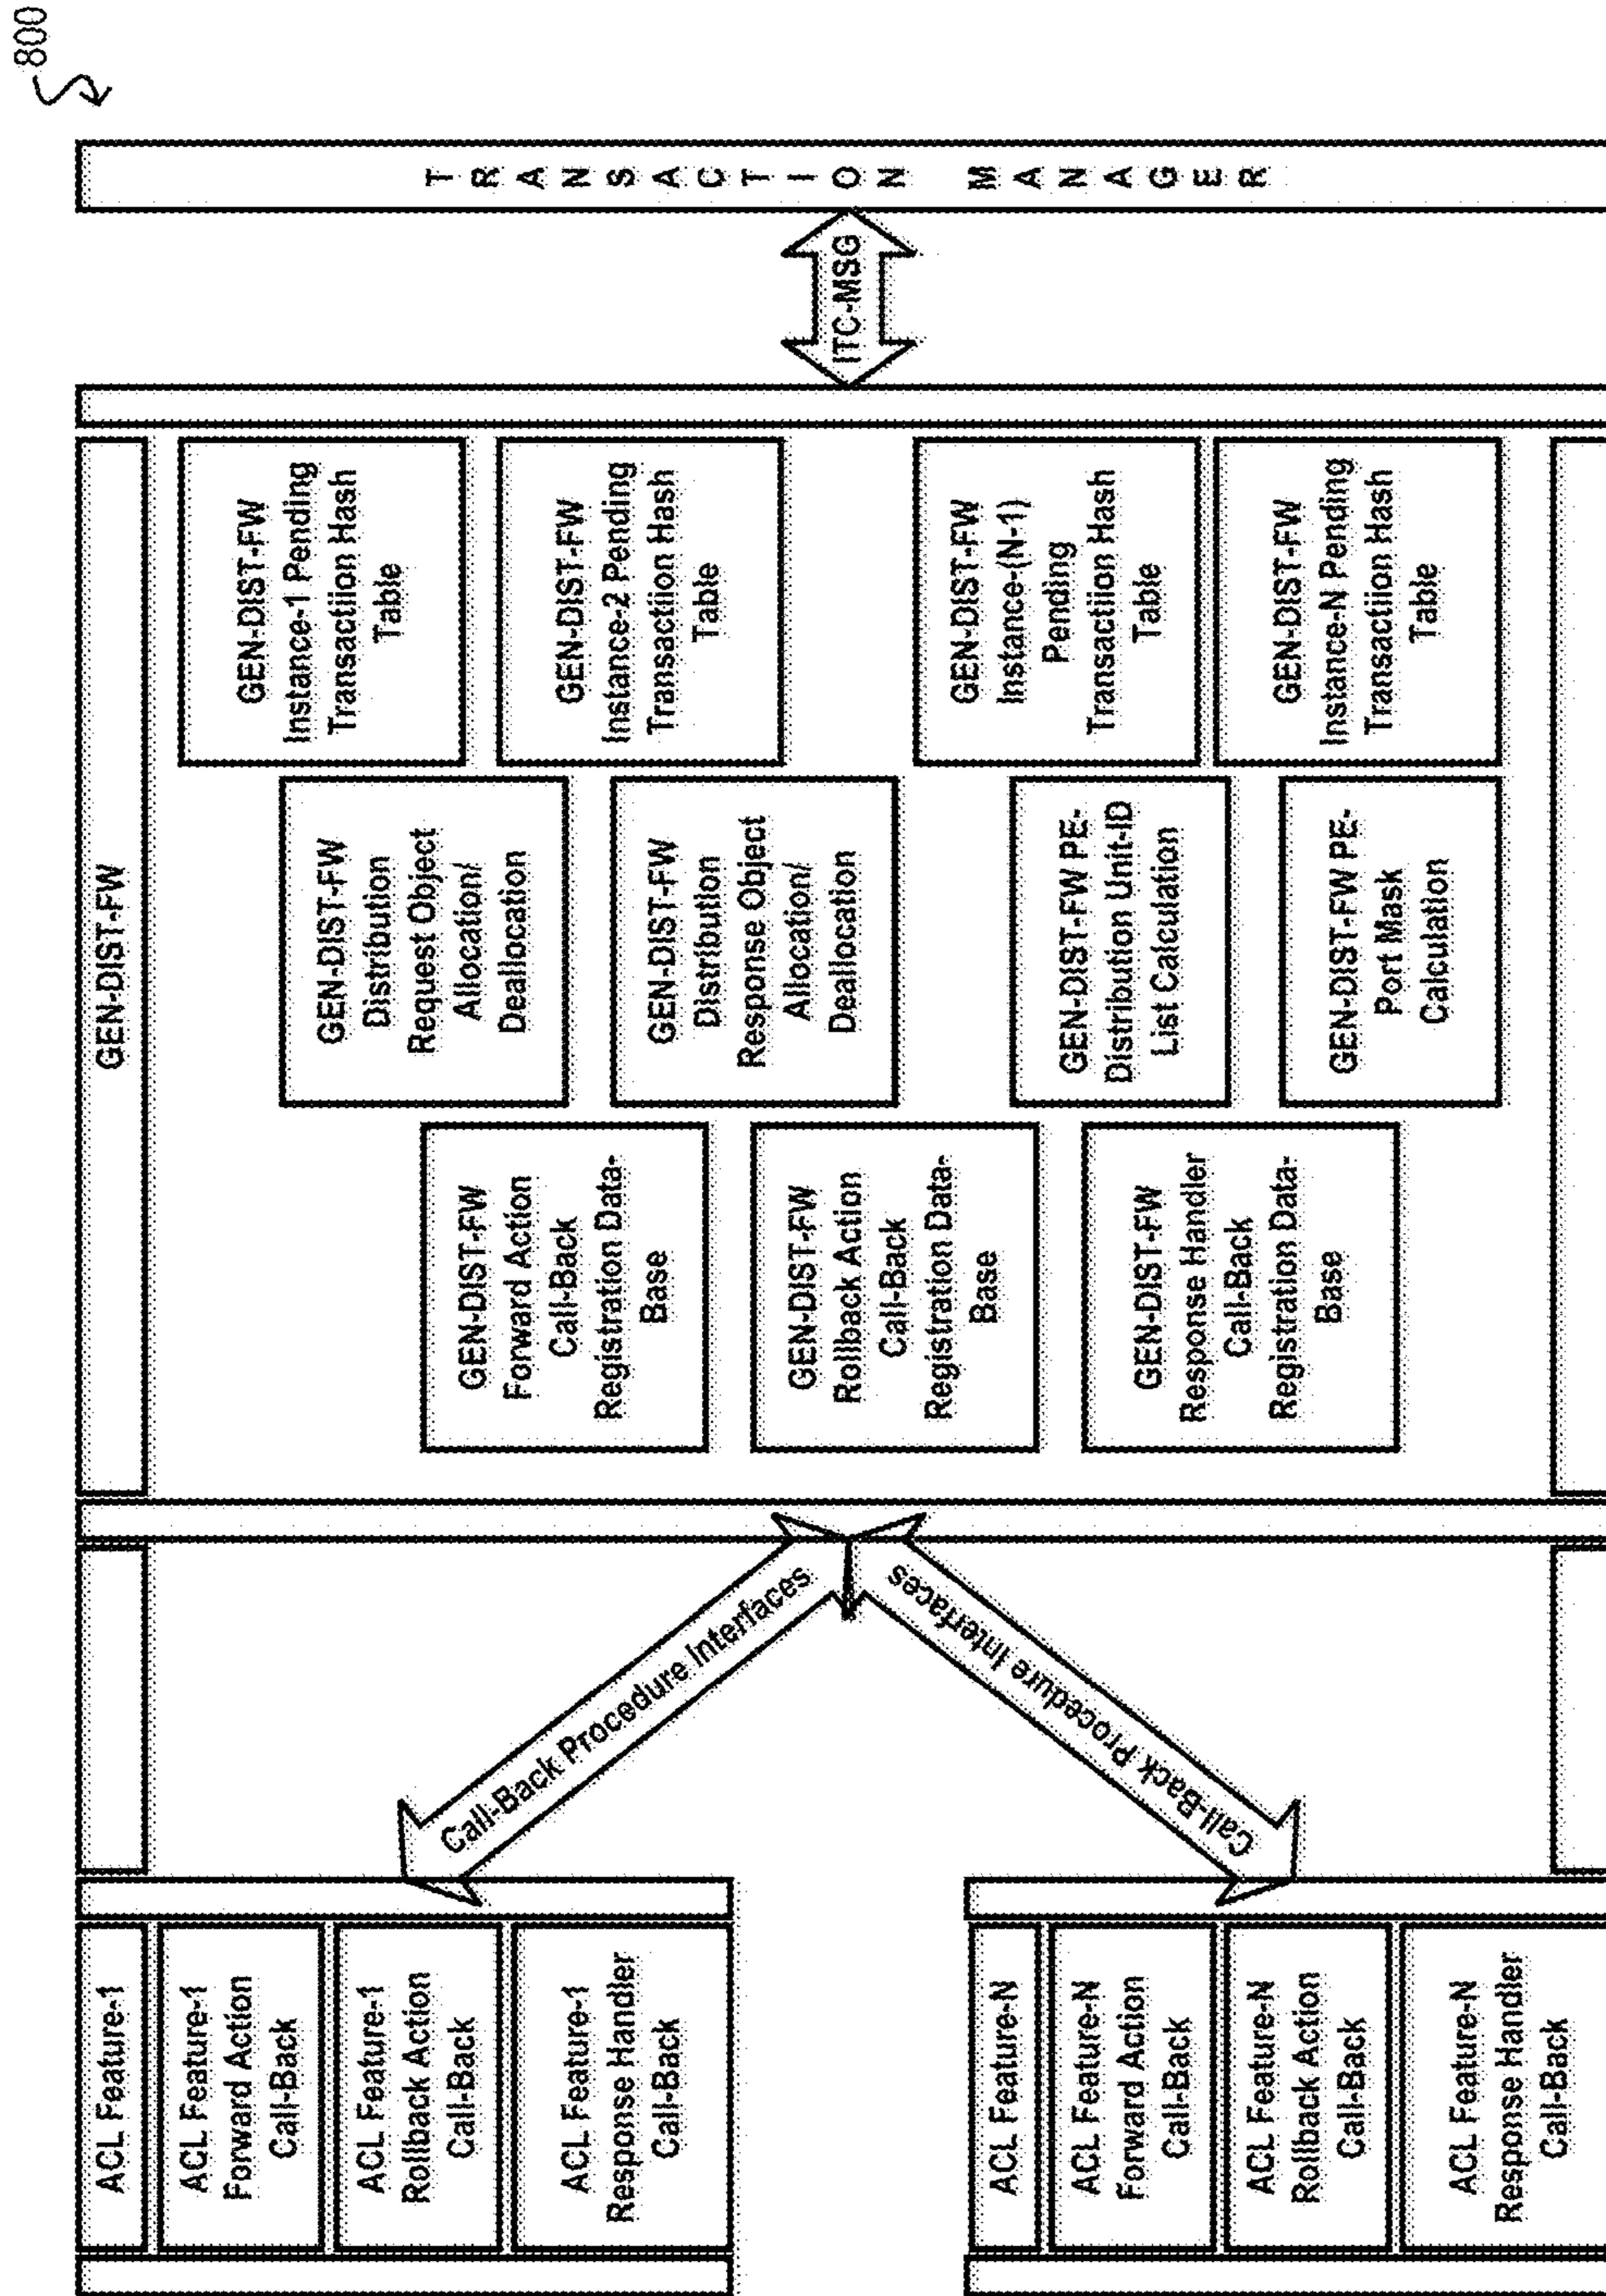 800
ACL Feature-1
ACL Feature-1
Forward Action
Call-Back
ACL Feature-1
Rollback Action
Call-Back
ACL Feature-1
Response Handler
Call-Back
ACL Feature-N
ACL Feature-N
Forward Action
Call-Back
ACL Feature-N
Rollback Action
Call-Back
ACL Feature-N
Response Handler
Call-Back
Call-Back Procedure Interfaces
Call-Back Procedure Interfaces
GEN-DIST-FW
GEN-DIST-FW
Forward Action
Call-Back
Registration Data-
Base
GEN-DIST-FW
Rollback Action
Call-Back
Registration Data-
Base
GEN-DIST-FW
Response Handler
Call-Back
Registration Data-
Base
GEN-DIST-FW
Distribution
Request Object
Allocation/
Deallocation
GEN-DIST-FW
Distribution
Response Object
Allocation/
Deallocation
GEN-DIST-FW PE-
Distribution Unit-ID
List Calculation
GEN-DIST-FW PE-
Port Mask
Calculation
GEN-DIST-FW
Instance-1 Pending
Transactiion Hash
Table
GEN-DIST-FW
Instance-2 Pending
Transactiion Hash
Table
GEN-DIST-FW
Instance-(N-1)
Pending
Transactiion Hash
Table
GEN-DIST-FW
Instance-N Pending
Transactiion Hash
Table
ITC-MSG
TRANSACTION MANAGER